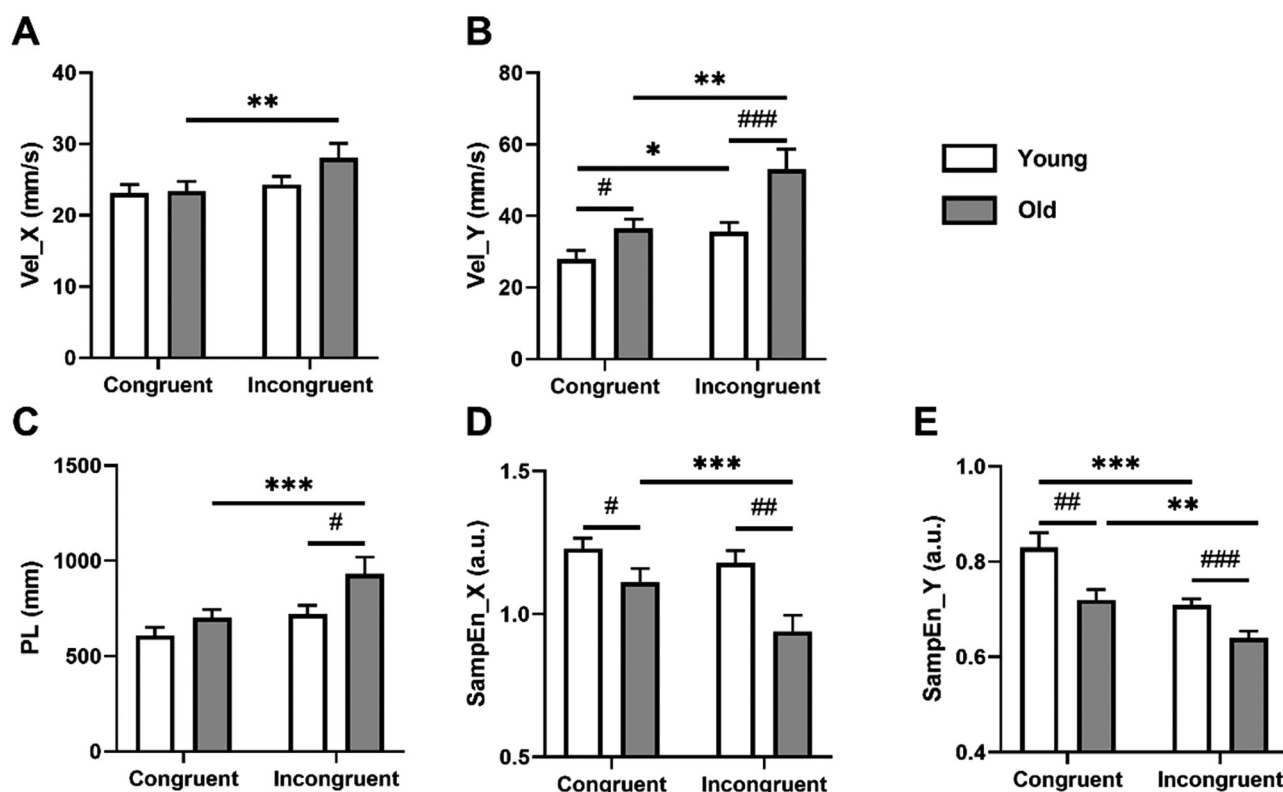 A
Vel_X (mm/s)
40
30
20
10
0
**
Congruent
Incongruent
B
Vel_Y (mm/s)
80
60
40
20
0
**
###
*
#
Congruent
Incongruent
Young
Old
C
PL (mm)
1500
1000
500
0
***
#
Congruent
Incongruent
D
SampEn_X (a.u.)
1.5
1.0
0.5
***
#
##
Congruent
Incongruent
E
SampEn_Y (a.u.)
1.0
0.8
0.6
0.4
***
##
**
###
Congruent
Incongruent